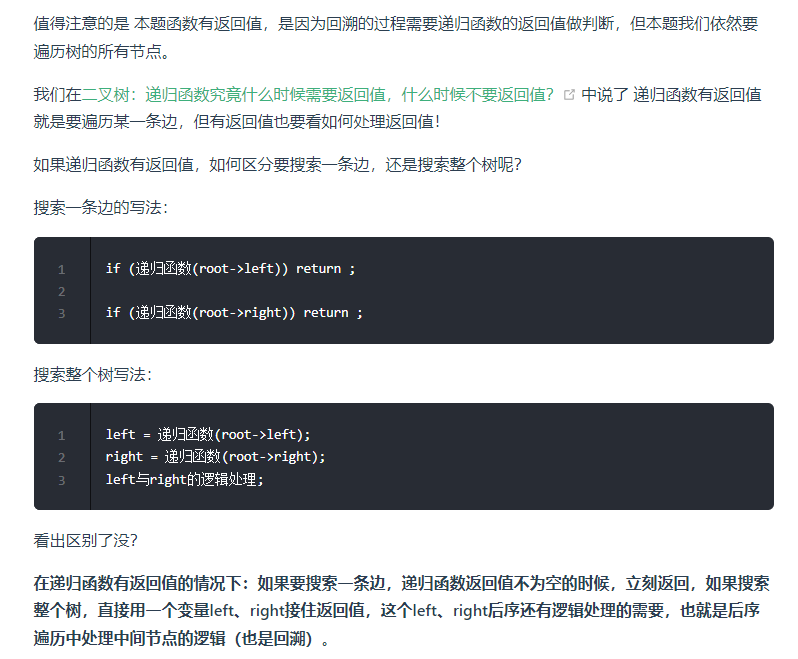 值得注意的是 本题函数有返回值，是因为回溯的过程需要递归函数的返回值做判断，但本题我们依然要
遍历树的所有节点。
我们在二叉树：递归函数究竟什么时候需要返回值，什么时候不要返回值？ 中说了 递归函数有返回值
就是要遍历某一条边，但有返回值也要看如何处理返回值！
如果递归函数有返回值，如何区分要搜索一条边，还是搜索整个树呢？
搜索一条边的写法：
1 if (递归函数(root->left)) return ;
2
3 if (递归函数(root->right)) return ;
搜索整个树写法：
1 left = 递归函数(root->left);
2 right = 递归函数(root->right);
3 left与right的逻辑处理;
看出区别了没？
在递归函数有返回值的情况下：如果要搜索一条边，递归函数返回值不为空的时候，立刻返回，如果搜索
整个树，直接用一个变量left、right接住返回值，这个left、right后序还有逻辑处理的需要，也就是后序
遍历中处理中间节点的逻辑（也是回溯）。